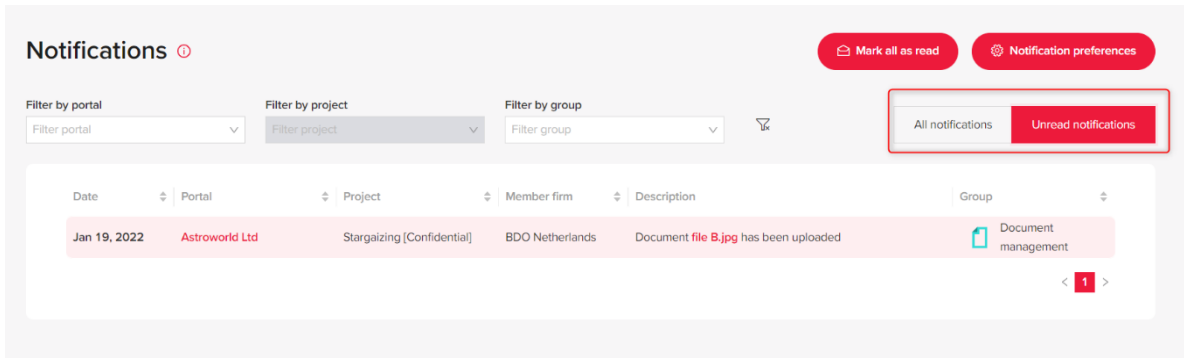 Notifications
Mark all as read
Notification preferences
Filter by portal
Filter by project
Filter by group
Filter portal
Filter project
Filter group
All notifications
Unread notifications
Date
Portal
Project
Member firm
Description
Group
Jan 19, 2022
Astroworld Ltd
Stargaizing [Confidential]
BDO Netherlands
Document file B.jpg has been uploaded
Document
management
< 1 >